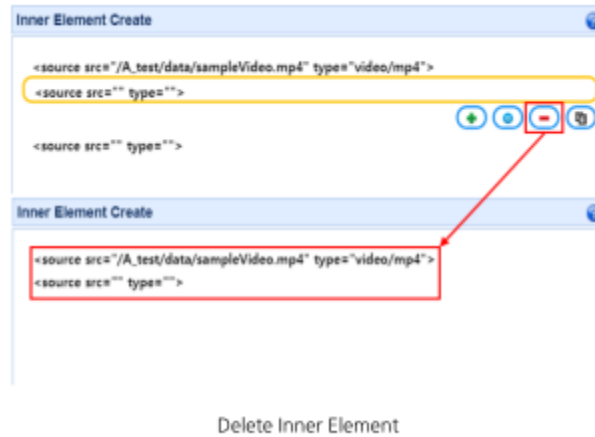 Inner Element Create
<source src="/A_test/data/sampleVideo.mp4" type="video/mp4">
<source src="" type="">
<source src="" type="">
Inner Element Create
<source src="/A_test/data/sampleVideo.mp4" type="video/mp4">
<source src="" type="">
Delete Inner Element